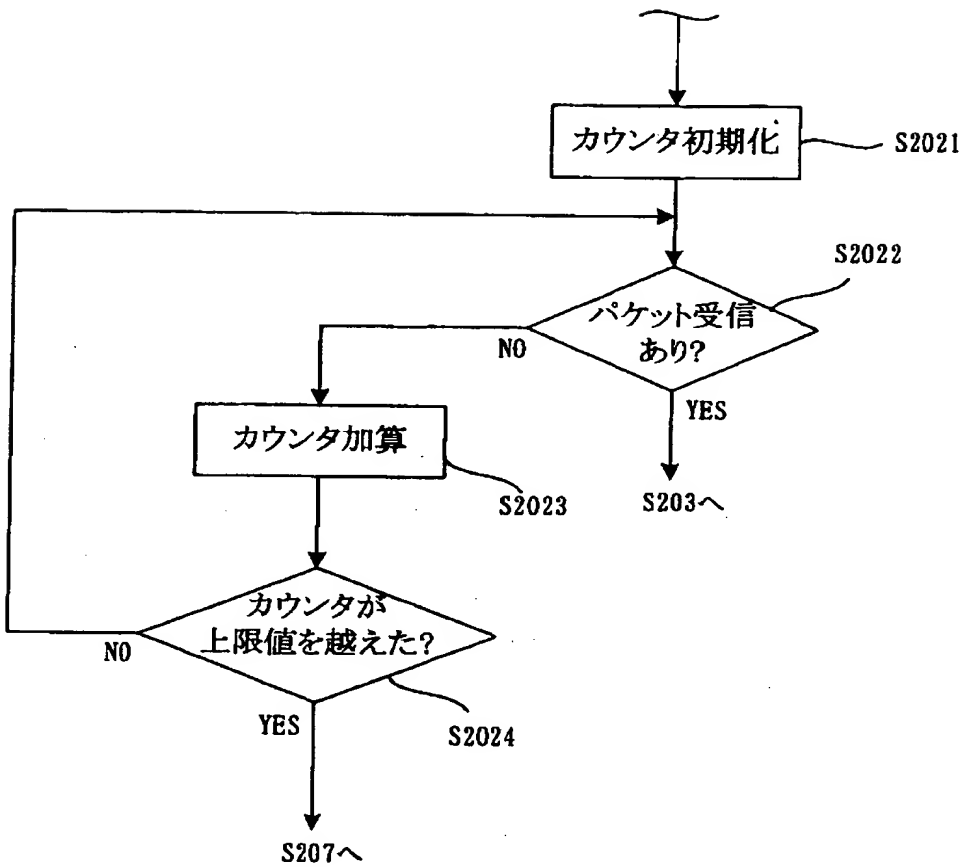 カウンタ初期化
S2021
S2022
パケット受信
あり?
NO
YES
カウンタ加算
S2023
S203へ
カウンタが
上限値を越えた?
NO
YES
S2024
S207へ